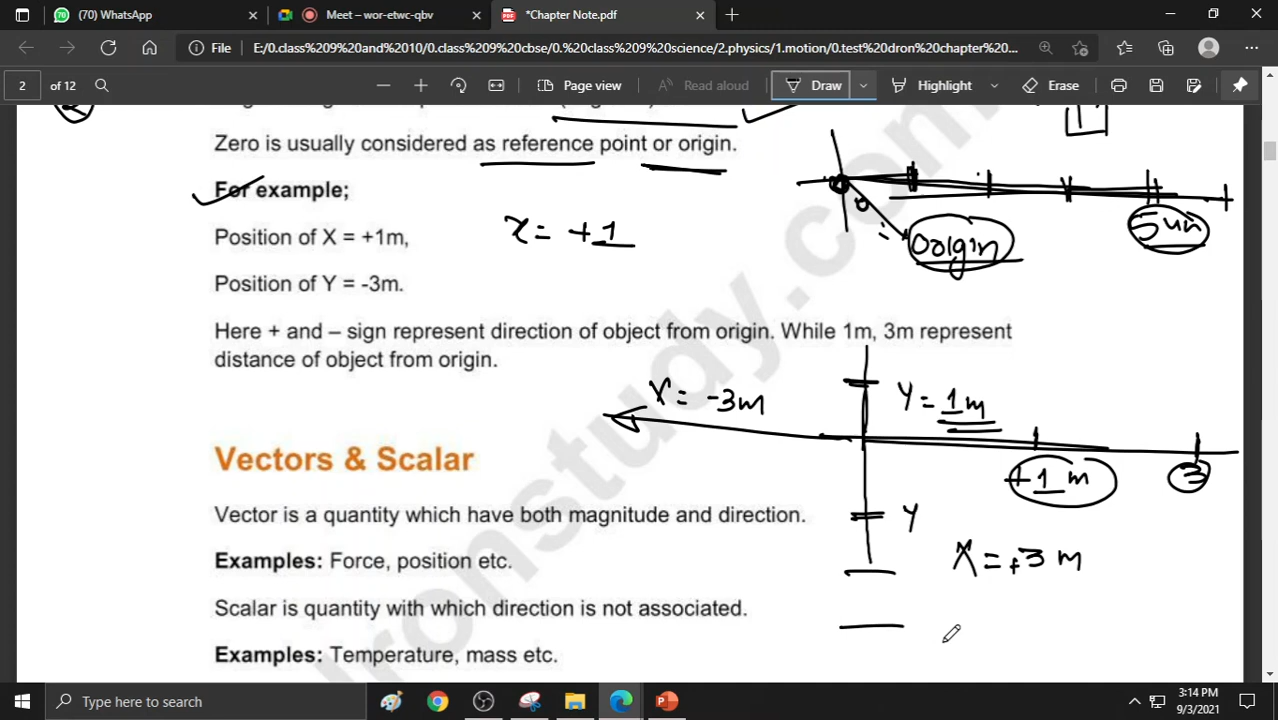 (70) WhatsApp
Meet – wor-etwc-qbv
*Chapter Note.pdf
File
E:/0.class%209%20and%2010/0.class%209%20cbse/0.%20class%209%20science/2.physics/1.motion/0.test%20dron%20chapter%20...
2 of 12
Page view
Read aloud
Draw
Highlight
Erase
Zero is usually considered as reference point or origin.
For example;
Position of X = +1m,
x = +1
5 un
Oolgin
Position of Y = -3m.
Here + and – sign represent direction of object from origin. While 1m, 3m represent
distance of object from origin.
X = -3m
Y = 1m
+1 m
3
Vectors & Scalar
Vector is a quantity which have both magnitude and direction.
Y
Examples: Force, position etc.
X = +3 m
Scalar is quantity with which direction is not associated.
Examples: Temperature, mass etc.
Ironstudy.com
Type here to search
3:14 PM
9/3/2021